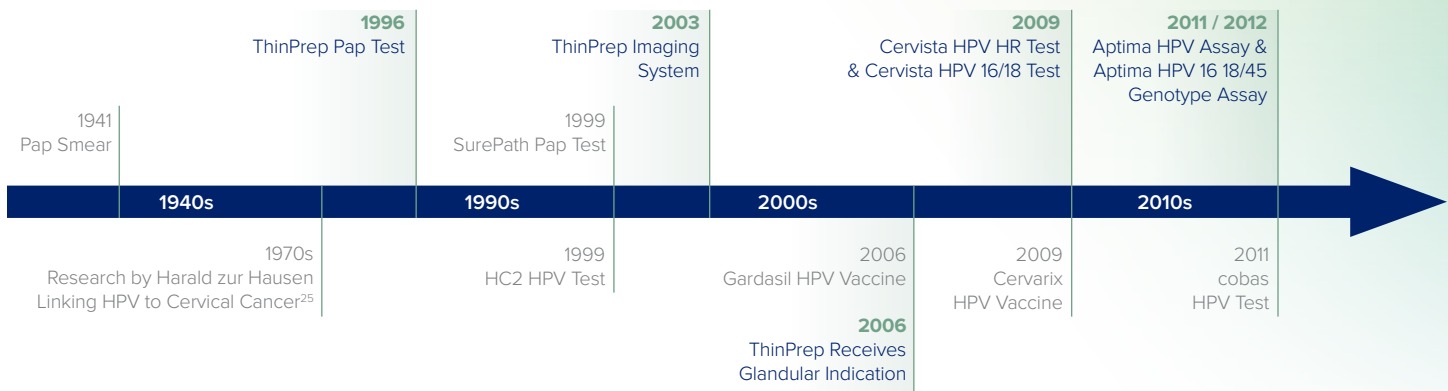 1996
ThinPrep Pap Test
2003
ThinPrep Imaging
System
2009
Cervista HPV HR Test
& Cervista HPV 16/18 Test
2011 / 2012
Aptima HPV Assay &
Aptima HPV 16 18/45
Genotype Assay
1941
Pap Smear
1999
SurePath Pap Test
1940s
1990s
2000s
2010s
1970s
Research by Harald zur Hausen
Linking HPV to Cervical Cancer25
1999
HC2 HPV Test
2006
Gardasil HPV Vaccine
2009
Cervarix
HPV Vaccine
2011
cobas
HPV Test
2006
ThinPrep Receives
Glandular Indication